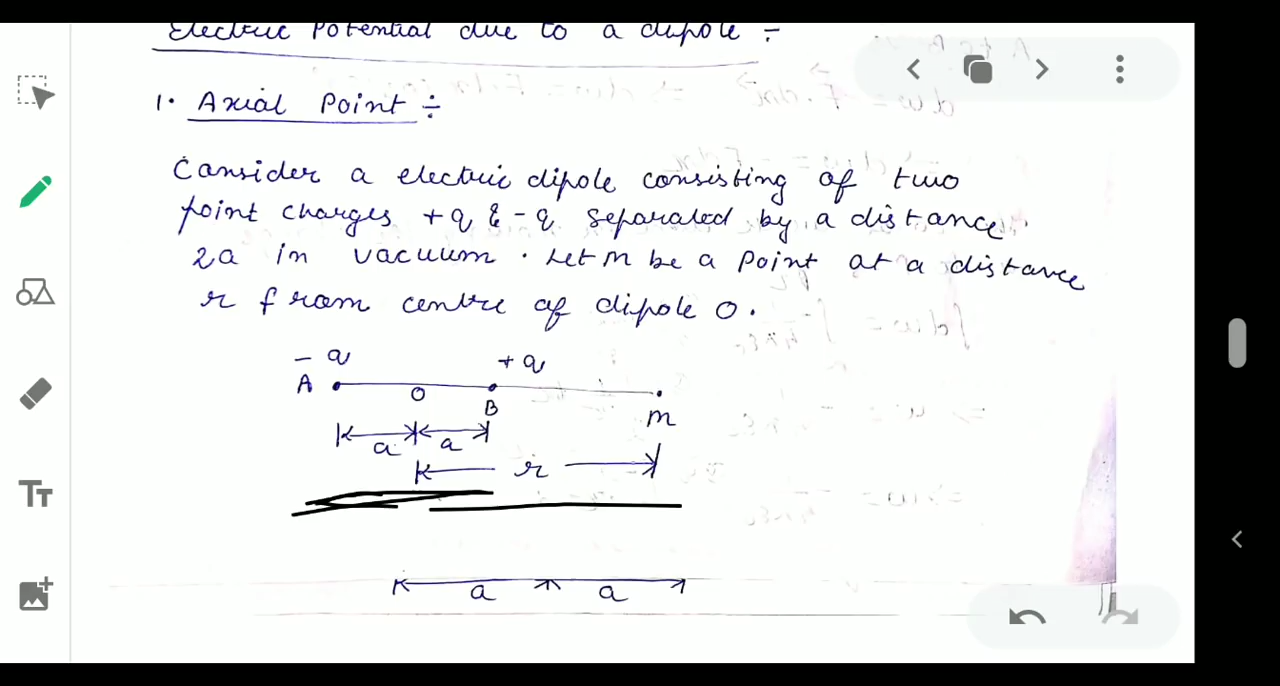 Electric Potential due to a dipole ÷
1. Axial Point ÷
Consider a electric dipole consisting of two
point charges +q & -q separated by a distance
2a in vacuum. Let M be a point at a distance
r from centre of dipole O.
- q +q
A O B M
a a
r
a a
Tт